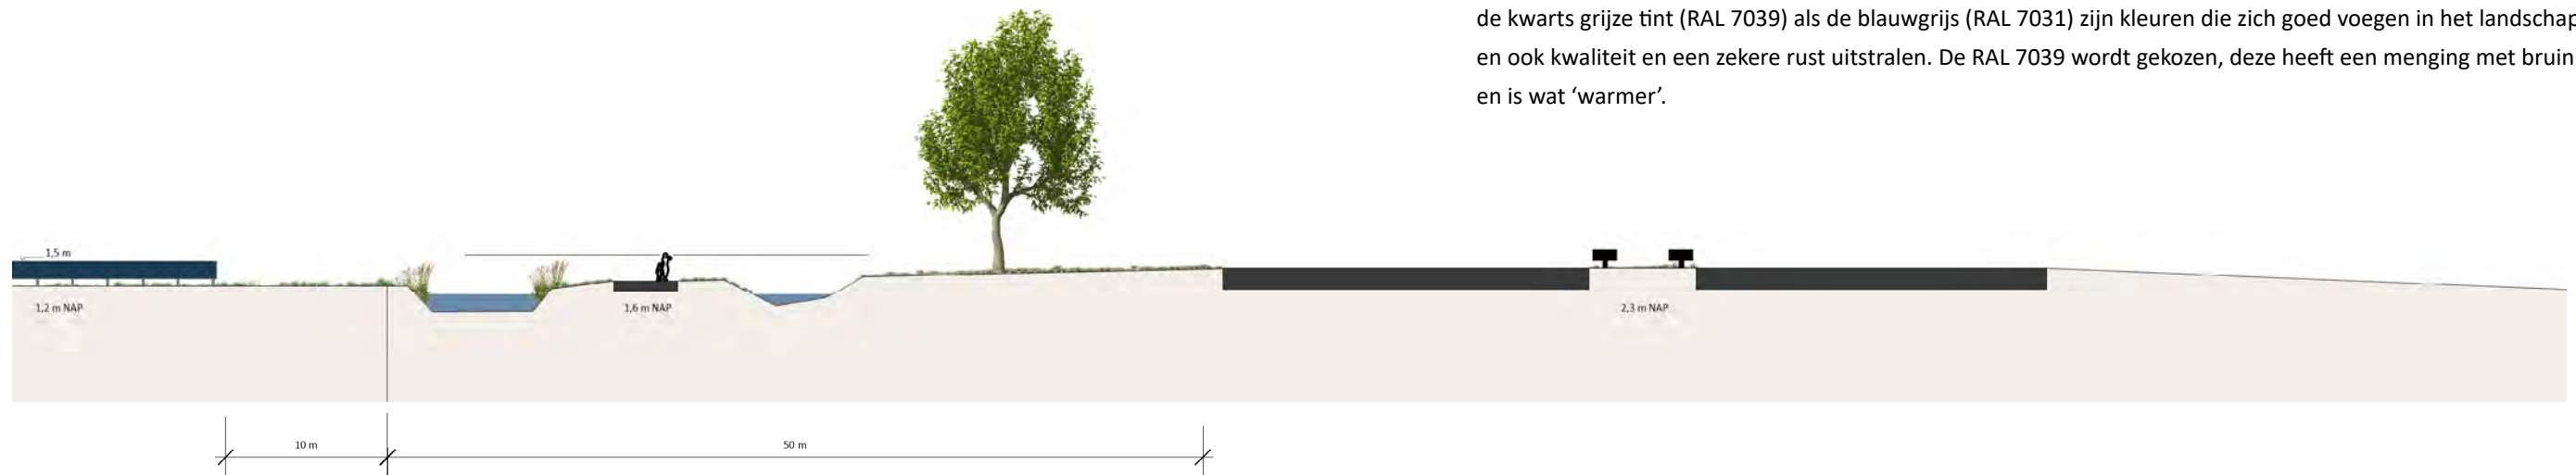 de kwarts grijze tint (RAL 7039) als de blauwgrijs (RAL 7031) zijn kleuren die zich goed voegen in het landschap
en ook kwaliteit en een zekere rust uitstralen. De RAL 7039 wordt gekozen, deze heeft een menging met bruin
en is wat ‘warmer’.
1,5 m
1,2 m NAP
1,6 m NAP
2,3 m NAP
10 m
50 m